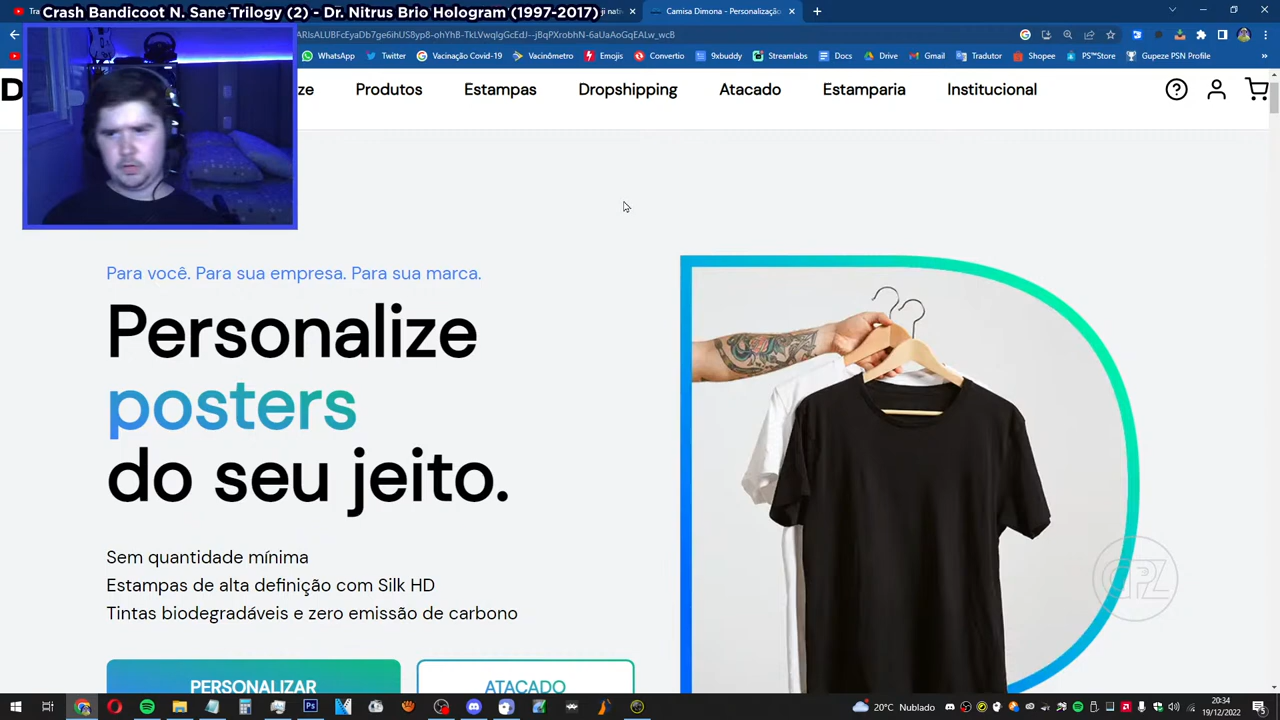 Crash Bandicoot N. Sane Trilogy (2) - Dr. Nitrus Brio Hologram (1997-2017)
Camisa Dimona - Personalização
WhatsApp
Twitter
Vacinação Covid-19
Vacinômetro
Emojis
Convertio
9xbuddy
Streamlabs
Docs
Drive
Gmail
Tradutor
Shopee
PS™Store
Gupeze PSN Profile
D
ze
Produtos
Estampas
Dropshipping
Atacado
Estamparia
Institucional
Para você. Para sua empresa. Para sua marca.
Personalize
posters
do seu jeito.
Sem quantidade mínima
Estampas de alta definição com Silk HD
Tintas biodegradáveis e zero emissão de carbono
PERSONALIZAR
ATACADO
GPZ
20°C Nublado
20:34
19/12/2022